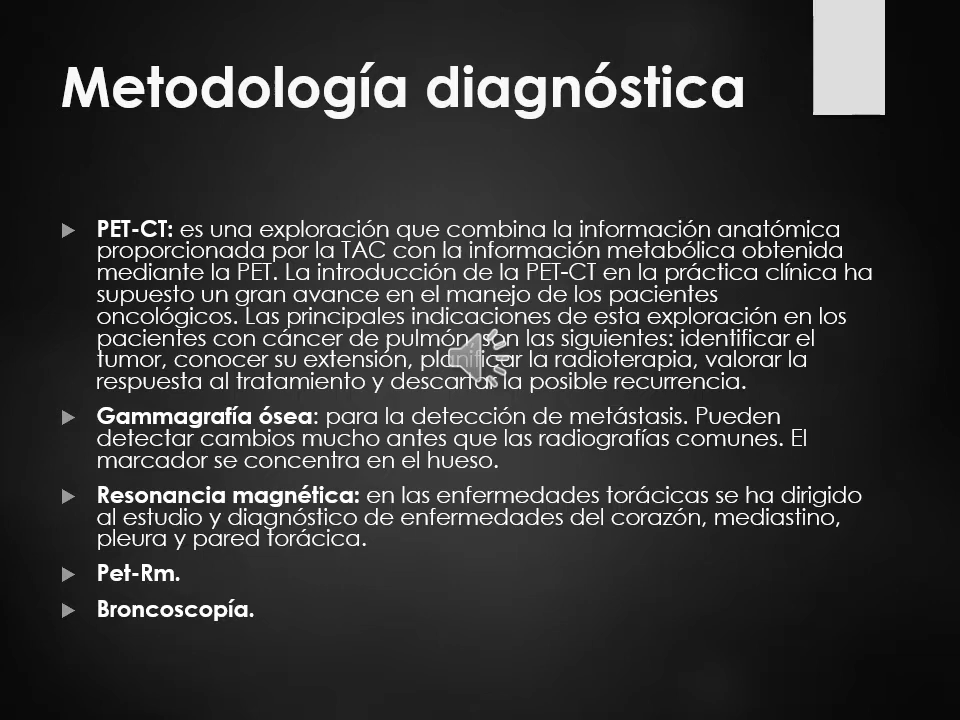 Metodología diagnóstica
PET-CT: es una exploración que combina la información anatómica
proporcionada por la TAC con la información metabólica obtenida
mediante la PET. La introducción de la PET-CT en la práctica clínica ha
supuesto un gran avance en el manejo de los pacientes
oncológicos. Las principales indicaciones de esta exploración en los
pacientes con cáncer de pulmón son las siguientes: identificar el
tumor, conocer su extensión, planificar la radioterapia, valorar la
respuesta al tratamiento y descartar la posible recurrencia.
Gammagrafía ósea: para la detección de metástasis. Pueden
detectar cambios mucho antes que las radiografías comunes. El
marcador se concentra en el hueso.
Resonancia magnética: en las enfermedades torácicas se ha dirigido
al estudio y diagnóstico de enfermedades del corazón, mediastino,
pleura y pared torácica.
Pet-Rm.
Broncoscopía.